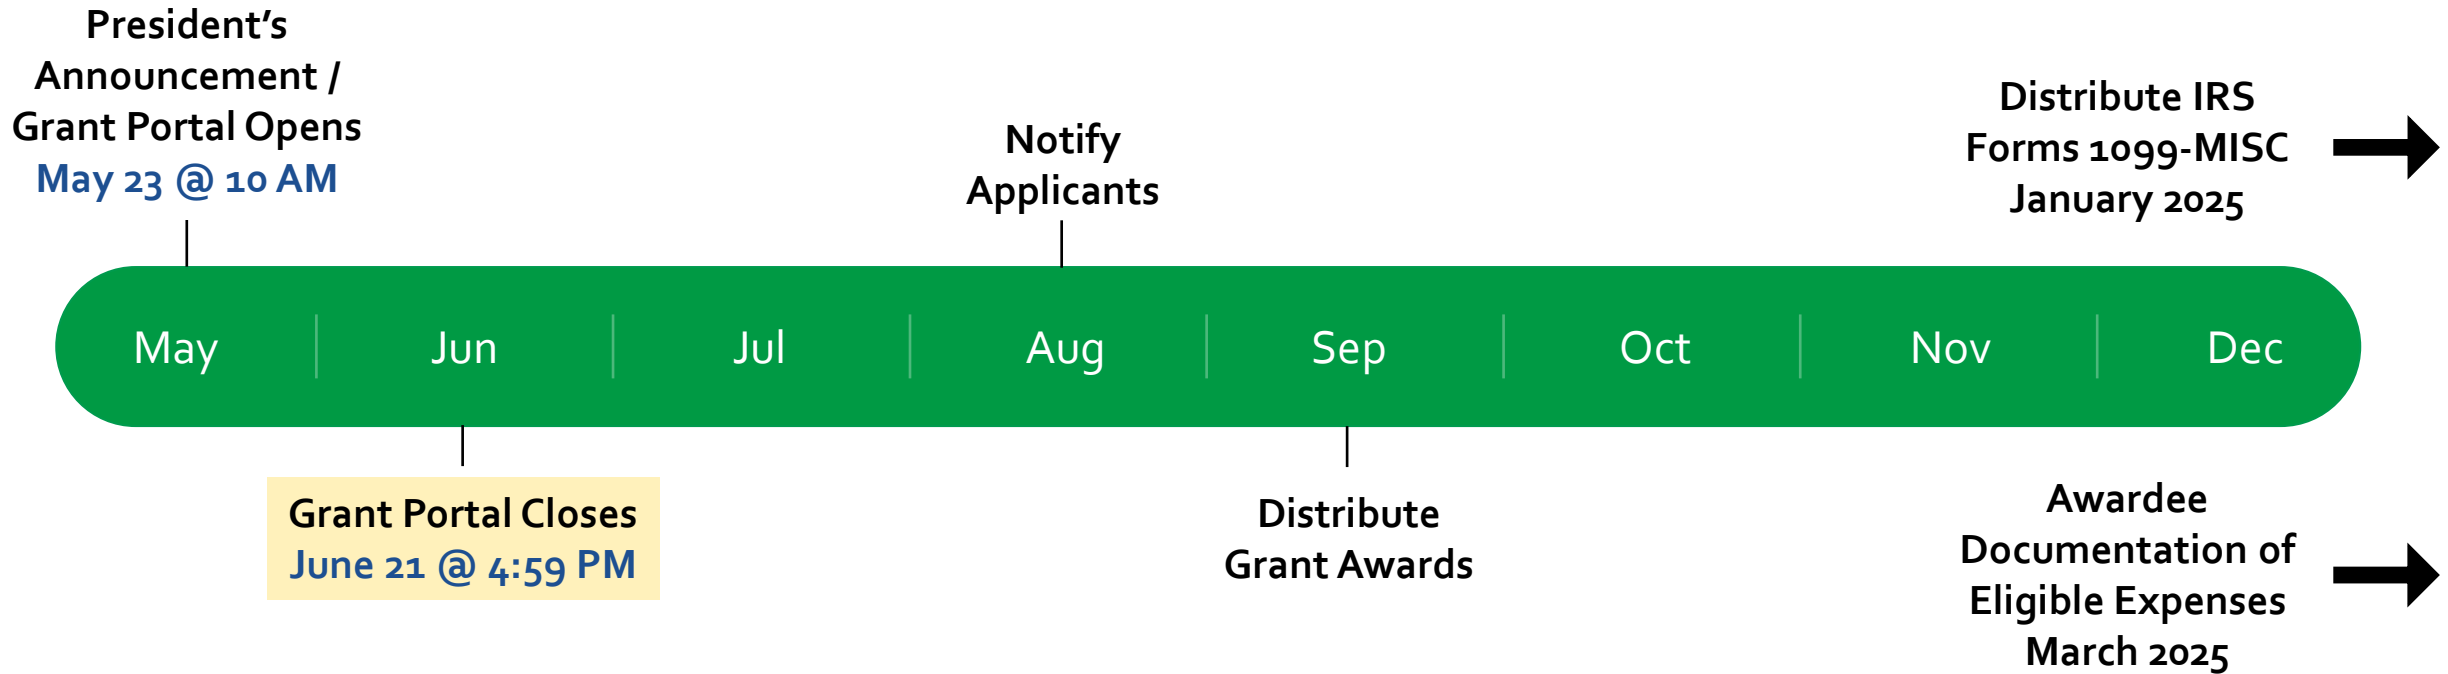 President’s
Announcement /
Grant Portal Opens
May 23 @ 10 AM
Notify
Applicants
Distribute IRS
Forms 1099-MISC
January 2025
May
Jun
Jul
Aug
Sep
Oct
Nov
Dec
Grant Portal Closes
June 21 @ 4:59 PM
Distribute
Grant Awards
Awardee
Documentation of
Eligible Expenses
March 2025